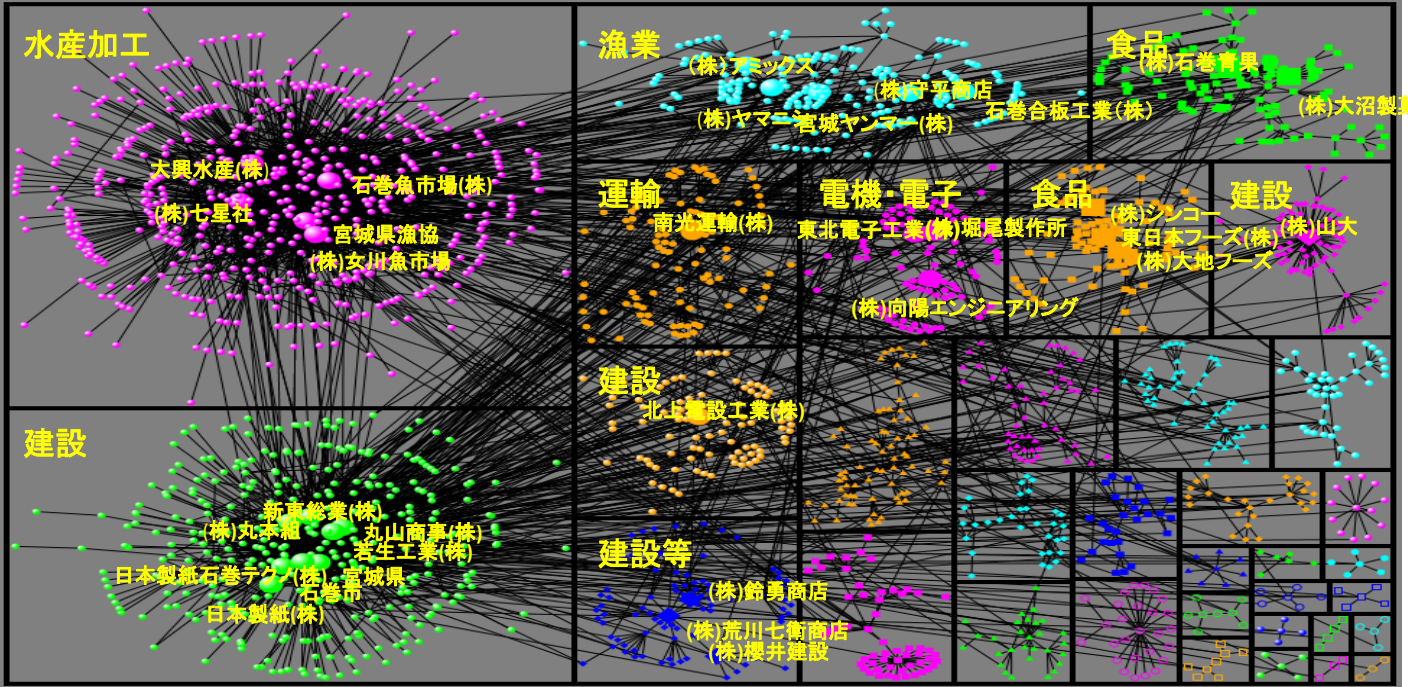 水産加工
大興水産(株)
石巻魚市場(株)
(株)七星社
宮城県漁協
(株)女川魚市場
建設
新東総業(株)
(株)丸本組
丸山商事(株)
若生工業(株)
日本製紙石巻テクノ(株)
宮城県
石巻市
日本製紙(株)
漁業
(株)アミックス
(株)守平商店
(株)ヤマ
宮城ヤンマー(株)
石巻合板工業(株)
食品
(株)石巻青果
(株)大沼製
運輸
南光運輸(株)
電機・電子
東北電子工業(株)
(株)堀尾製作所
(株)向陽エンジニアリング
食品
(株)シンコー
東日本フーズ(株)
(株)大地フーズ
建設
(株)山大
建設
北上電設工業(株)
建設等
(株)鈴勇商店
(株)荒川七衛商店
(株)櫻井建設